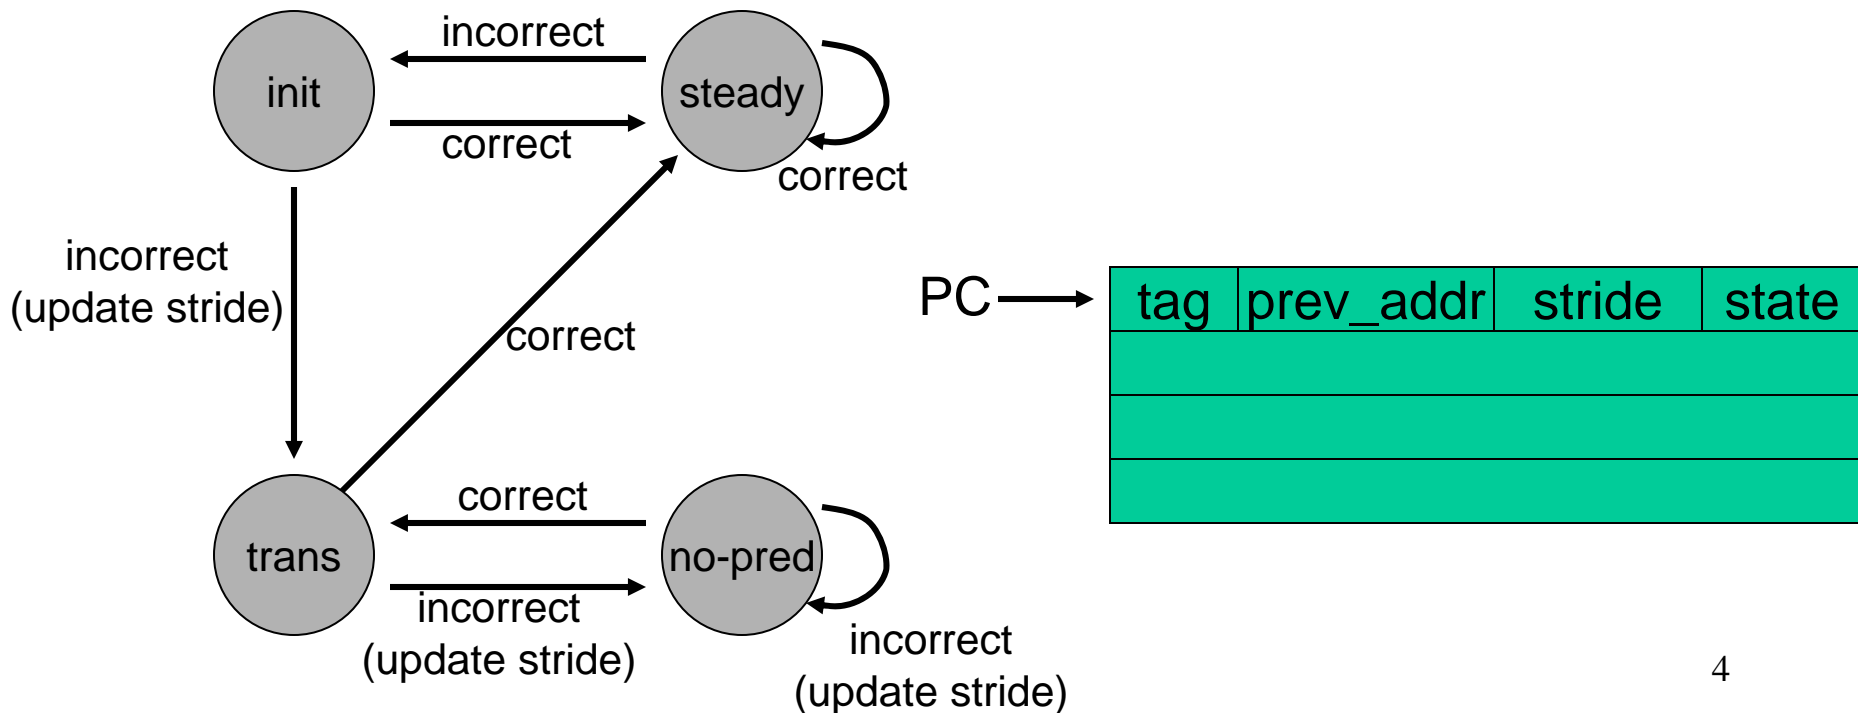 incorrect
init
steady
correct
correct
incorrect
(update stride)
correct
PC
tag prev_addr stride state
correct
trans
no-pred
incorrect
(update stride)
incorrect
(update stride)
4